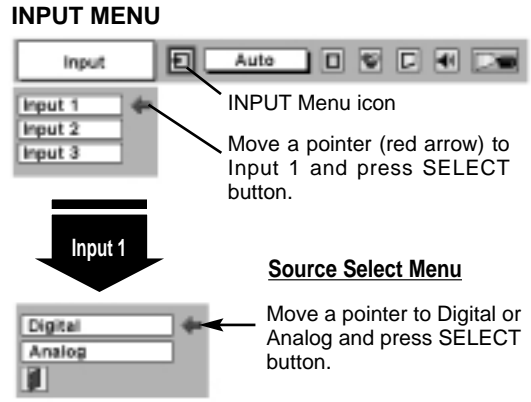 INPUT MENU
Input
Auto
INPUT Menu icon
Input 1
Input 2
Input 3
Move a pointer (red arrow) to
Input 1 and press SELECT
button.
Input 1
Source Select Menu
Digital
Analog
Move a pointer to Digital or
Analog and press SELECT
button.